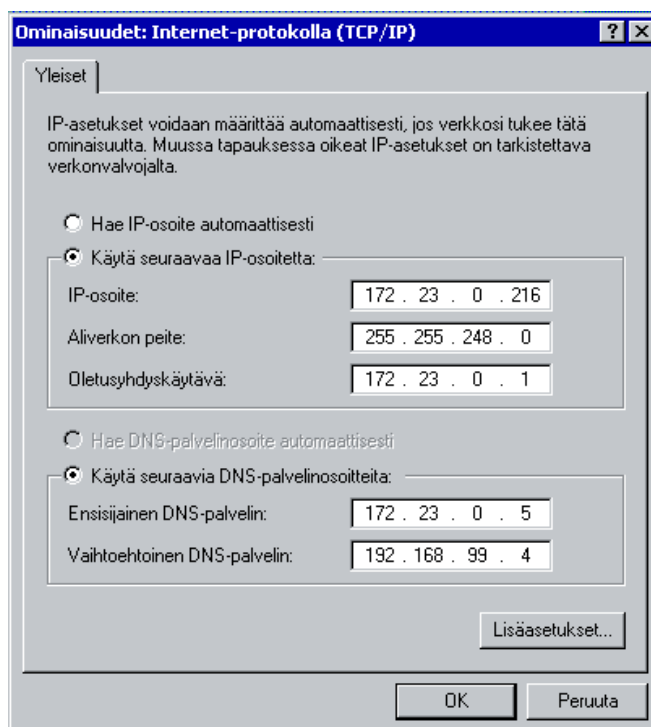 Ominaisuudet: Internet-protokolla (TCP/IP)
Yleiset
IP-asetukset voidaan määrittää automaattisesti, jos verkkosi tukee tätä
ominaisuutta. Muussa tapauksessa oikeat IP-asetukset on tarkistettava
verkonvalvojalta.
Hae IP-osoite automaattisesti
Käytä seuraavaa IP-osoitetta:
IP-osoite: 172 . 23 . 0 . 216
Aliverkon peite: 255 . 255 . 248 . 0
Oletusyhdyskäytävä: 172 . 23 . 0 . 1
Hae DNS-palvelinosoite automaattisesti
Käytä seuraavia DNS-palvelinosoitteita:
Ensisijainen DNS-palvelin: 172 . 23 . 0 . 5
Vaihtoehtoinen DNS-palvelin: 192 . 168 . 99 . 4
Lisäasetukset...
OK Peruuta